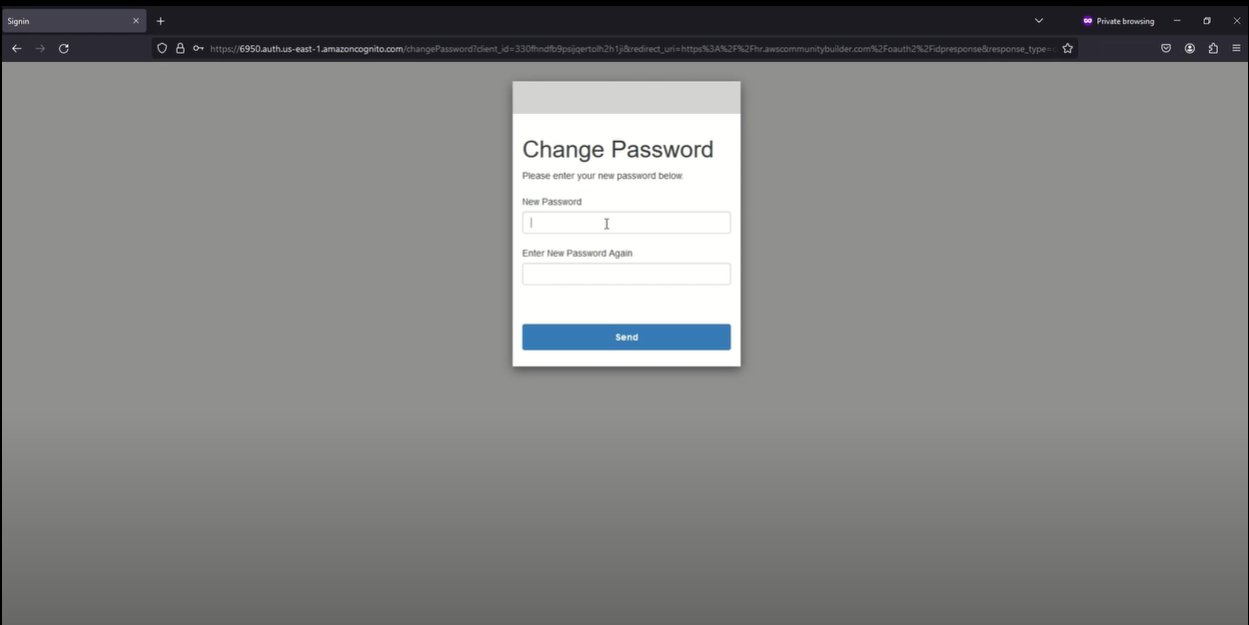 Signin
Private browsing
https://6950.auth.us-east-1.amazoncognito.com/changePassword?client_id=330fhndfb9psijqertolh2h1ji&redirect_uri=https%3A%2F%2Fhr.awscommunitybuilder.com%2Foauth2%2Fidpresponse&response_type=
Change Password
Please enter your new password below.
New Password
Enter New Password Again
Send